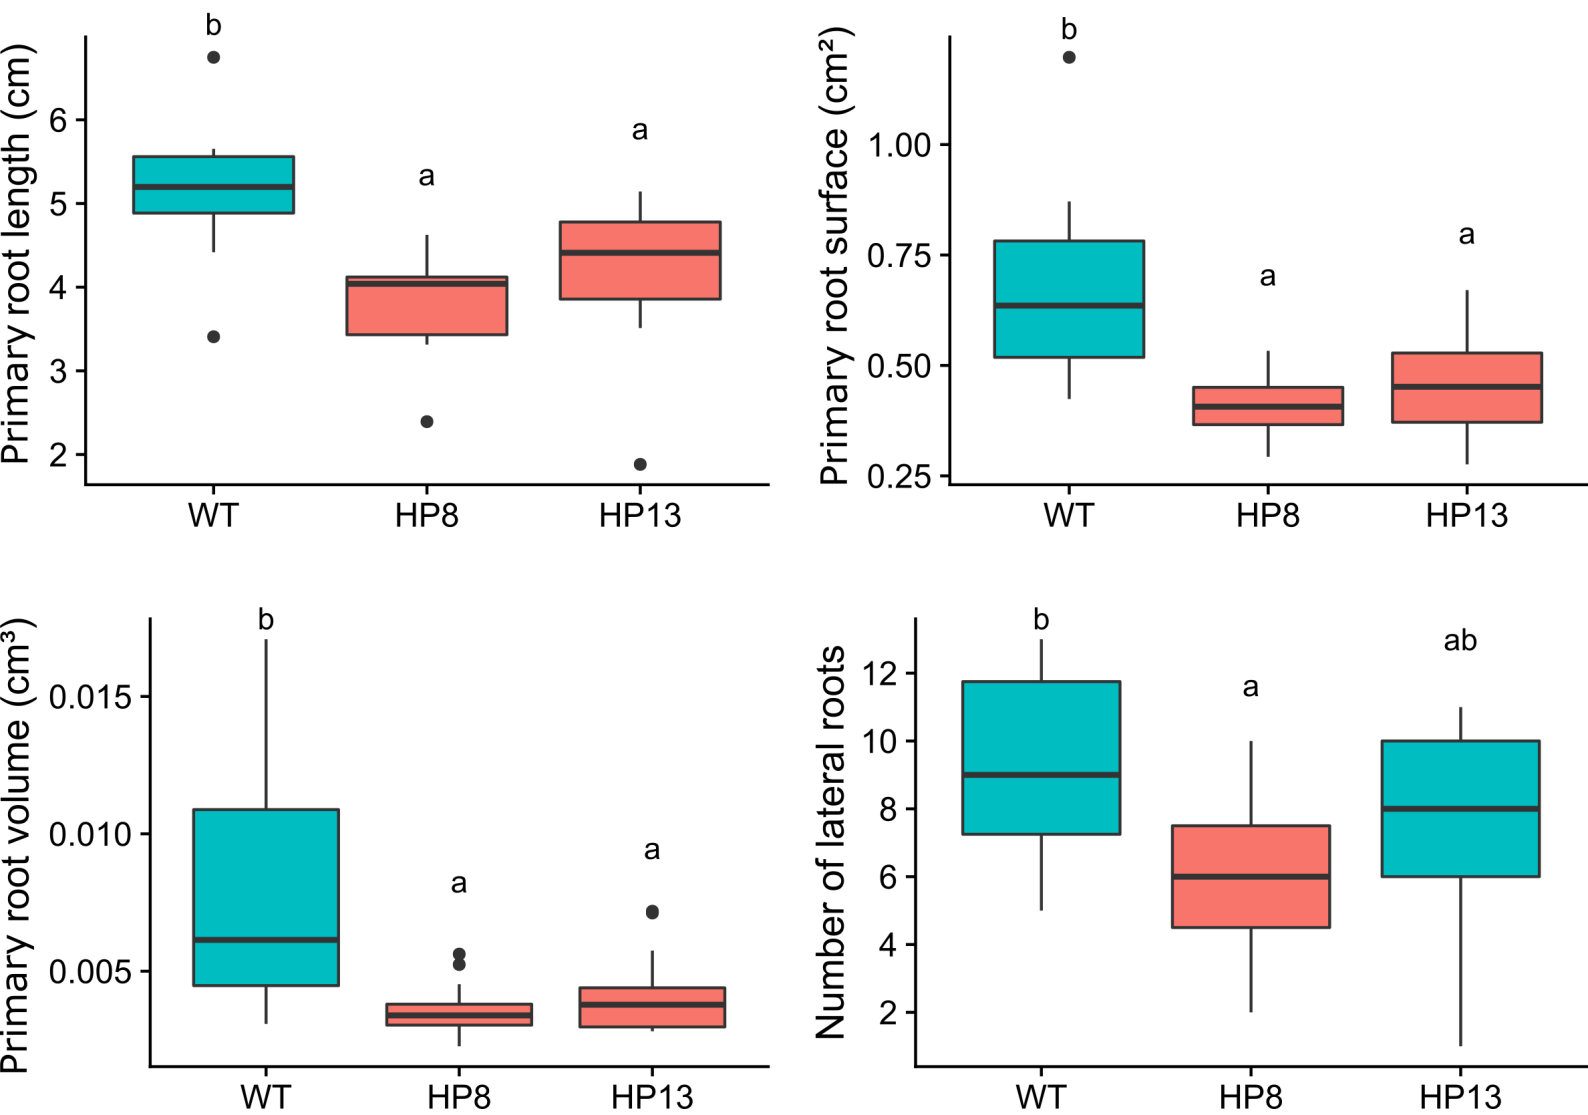 Primary root length (cm)
6
5
4
3
2
b
a
a
WT
HP8
HP13
Primary root surface (cm²)
1.00
0.75
0.50
0.25
b
a
a
WT
HP8
HP13
Primary root volume (cm³)
0.015
0.010
0.005
b
a
a
WT
HP8
HP13
Number of lateral roots
12
10
8
6
4
2
b
a
ab
WT
HP8
HP13